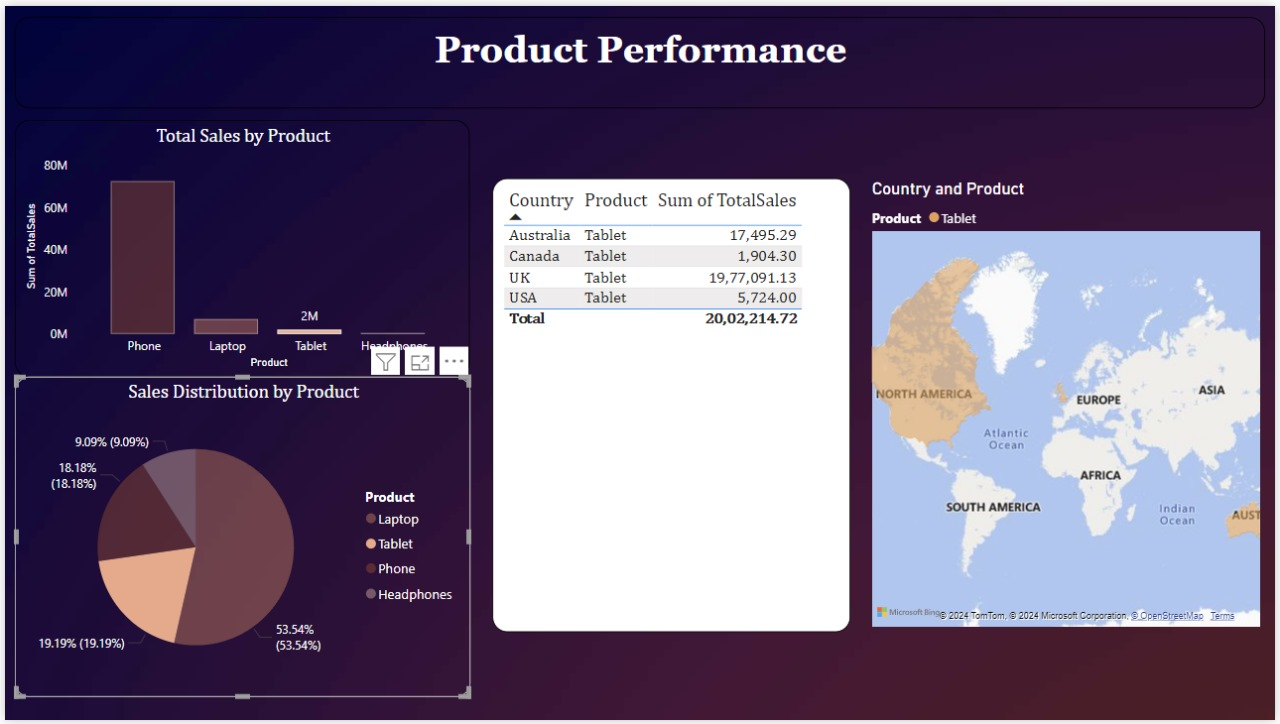 Product Performance
Total Sales by Product
80M
60M
40M
20M
0M
Sum of TotalSales
2M
Phone Laptop Tablet Headphones
Product
Sales Distribution by Product
9.09% (9.09%)
18.18%
(18.18%)
19.19% (19.19%)
53.54%
(53.54%)
Product
Laptop
Tablet
Phone
Headphones
Country Product Sum of TotalSales
Australia Tablet 17,495.29
Canada Tablet 1,904.30
UK Tablet 19,77,091.13
USA Tablet 5,724.00
Total 20,02,214.72
Country and Product
Product Tablet
NORTH AMERICA
EUROPE
ASIA
Atlantic
Ocean
AFRICA
SOUTH AMERICA
Indian
Ocean
AUST
Microsoft Bing
© 2024 TomTom, © 2024 Microsoft Corporation, © OpenStreetMap Terms